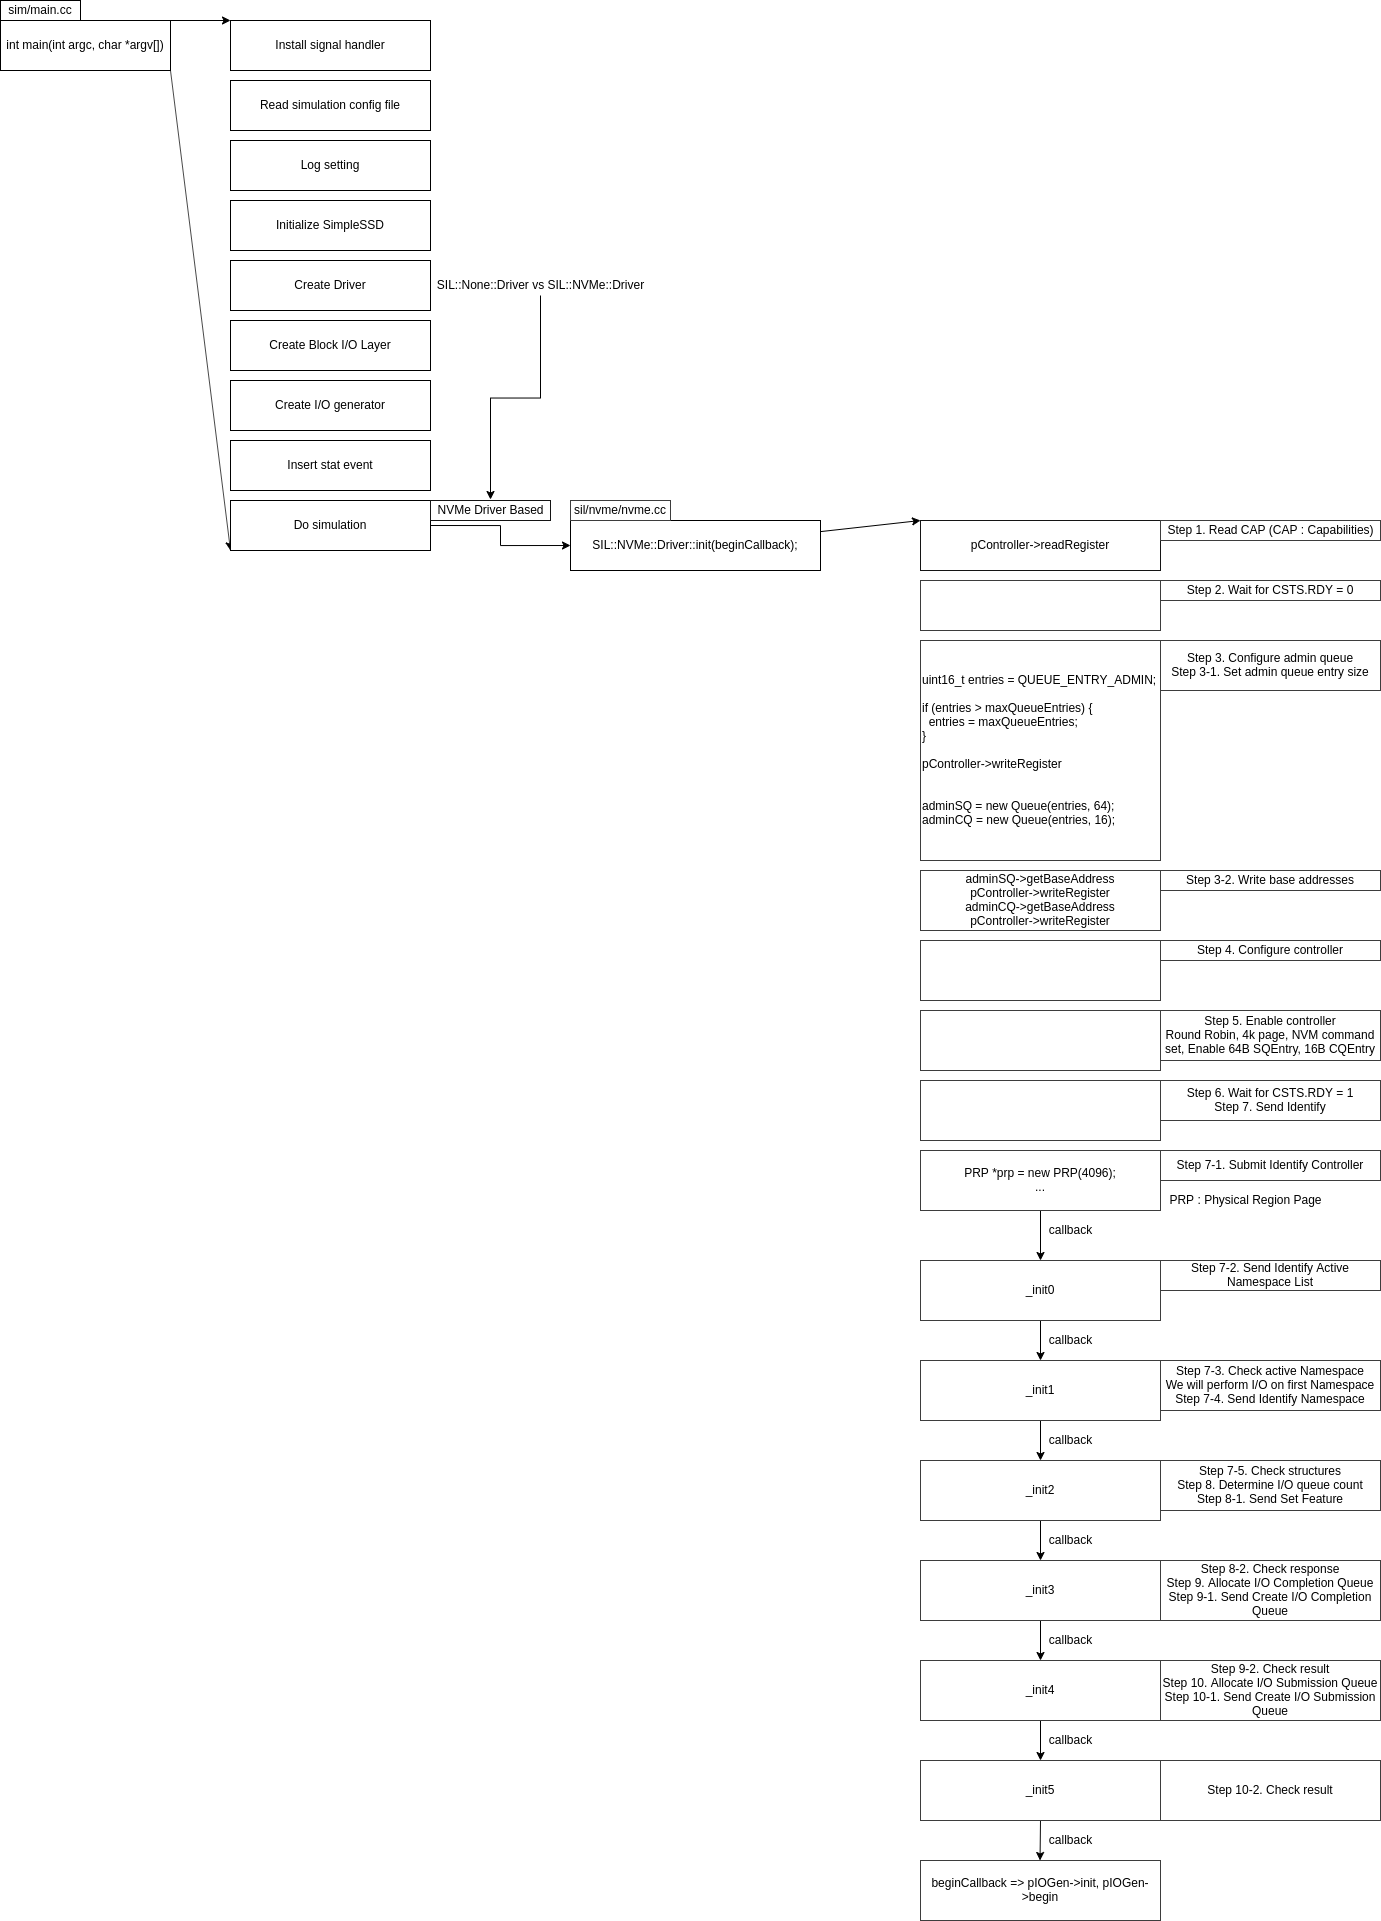 sim/main.cc
int main(int argc, char *argv[])
Install signal handler
Read simulation config file
Log setting
Initialize SimpleSSD
Create Driver
SIL::None::Driver vs SIL::NVMe::Driver
Create Block I/O Layer
Create I/O generator
Insert stat event
Do simulation
NVMe Driver Based
sil/nvme/nvme.cc
SIL::NVMe::Driver::init(beginCallback);
pController->readRegister
Step 1. Read CAP (CAP : Capabilities)
Step 2. Wait for CSTS.RDY = 0
Step 3. Configure admin queue
Step 3-1. Set admin queue entry size
uint16_t entries = QUEUE_ENTRY_ADMIN;
if (entries > maxQueueEntries) {
entries = maxQueueEntries;
}
pController->writeRegister
adminSQ = new Queue(entries, 64);
adminCQ = new Queue(entries, 16);
adminSQ->getBaseAddress
pController->writeRegister
adminCQ->getBaseAddress
pController->writeRegister
Step 3-2. Write base addresses
Step 4. Configure controller
Step 5. Enable controller
Round Robin, 4k page, NVM command
set, Enable 64B SQEntry, 16B CQEntry
Step 6. Wait for CSTS.RDY = 1
Step 7. Send Identify
PRP *prp = new PRP(4096);
...
Step 7-1. Submit Identify Controller
PRP : Physical Region Page
callback
_init0
Step 7-2. Send Identify Active
Namespace List
callback
_init1
Step 7-3. Check active Namespace
We will perform I/O on first Namespace
Step 7-4. Send Identify Namespace
callback
_init2
Step 7-5. Check structures
Step 8. Determine I/O queue count
Step 8-1. Send Set Feature
callback
_init3
Step 8-2. Check response
Step 9. Allocate I/O Completion Queue
Step 9-1. Send Create I/O Completion
Queue
callback
_init4
Step 9-2. Check result
Step 10. Allocate I/O Submission Queue
Step 10-1. Send Create I/O Submission
Queue
callback
_init5
Step 10-2. Check result
callback
beginCallback => pIOGen->init, pIOGen-
>begin